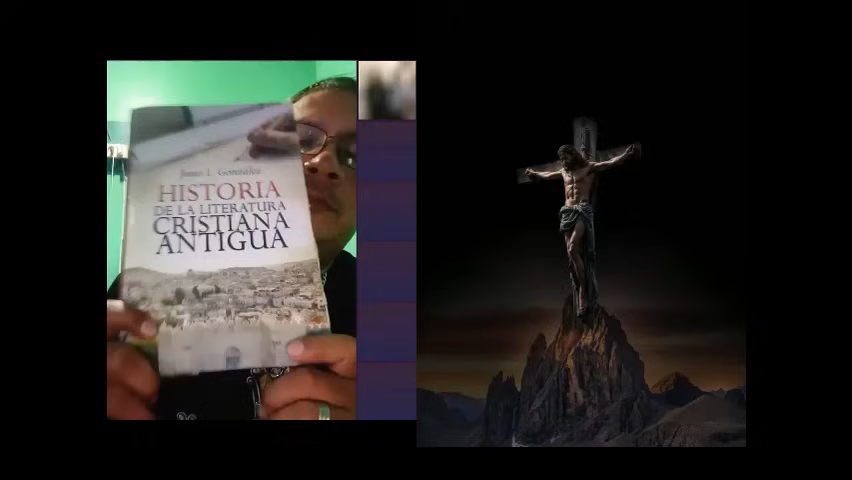 Justo L. González
HISTORIA
DE LA LITERATURA
CRISTIANA
ANTIGUA